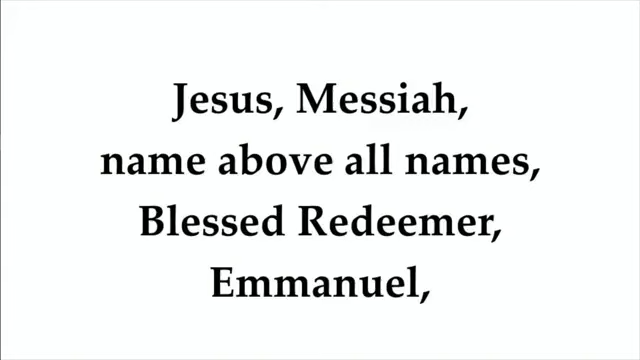 Jesus, Messiah,
name above all names,
Blessed Redeemer,
Emmanuel,